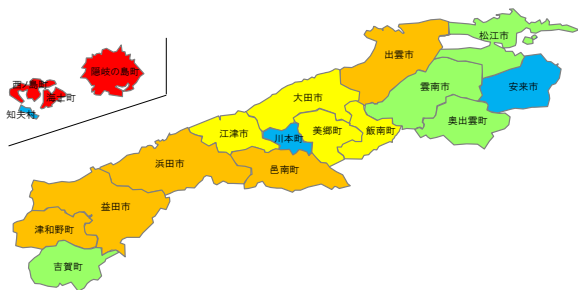 松江市
出雲市
隠岐の島町
西ノ島町
海士町
知夫村
雲南市
安来市
大田市
奥出雲町
江津市
川本町
美郷町
飯南町
浜田市
邑南町
益田市
津和野町
吉賀町